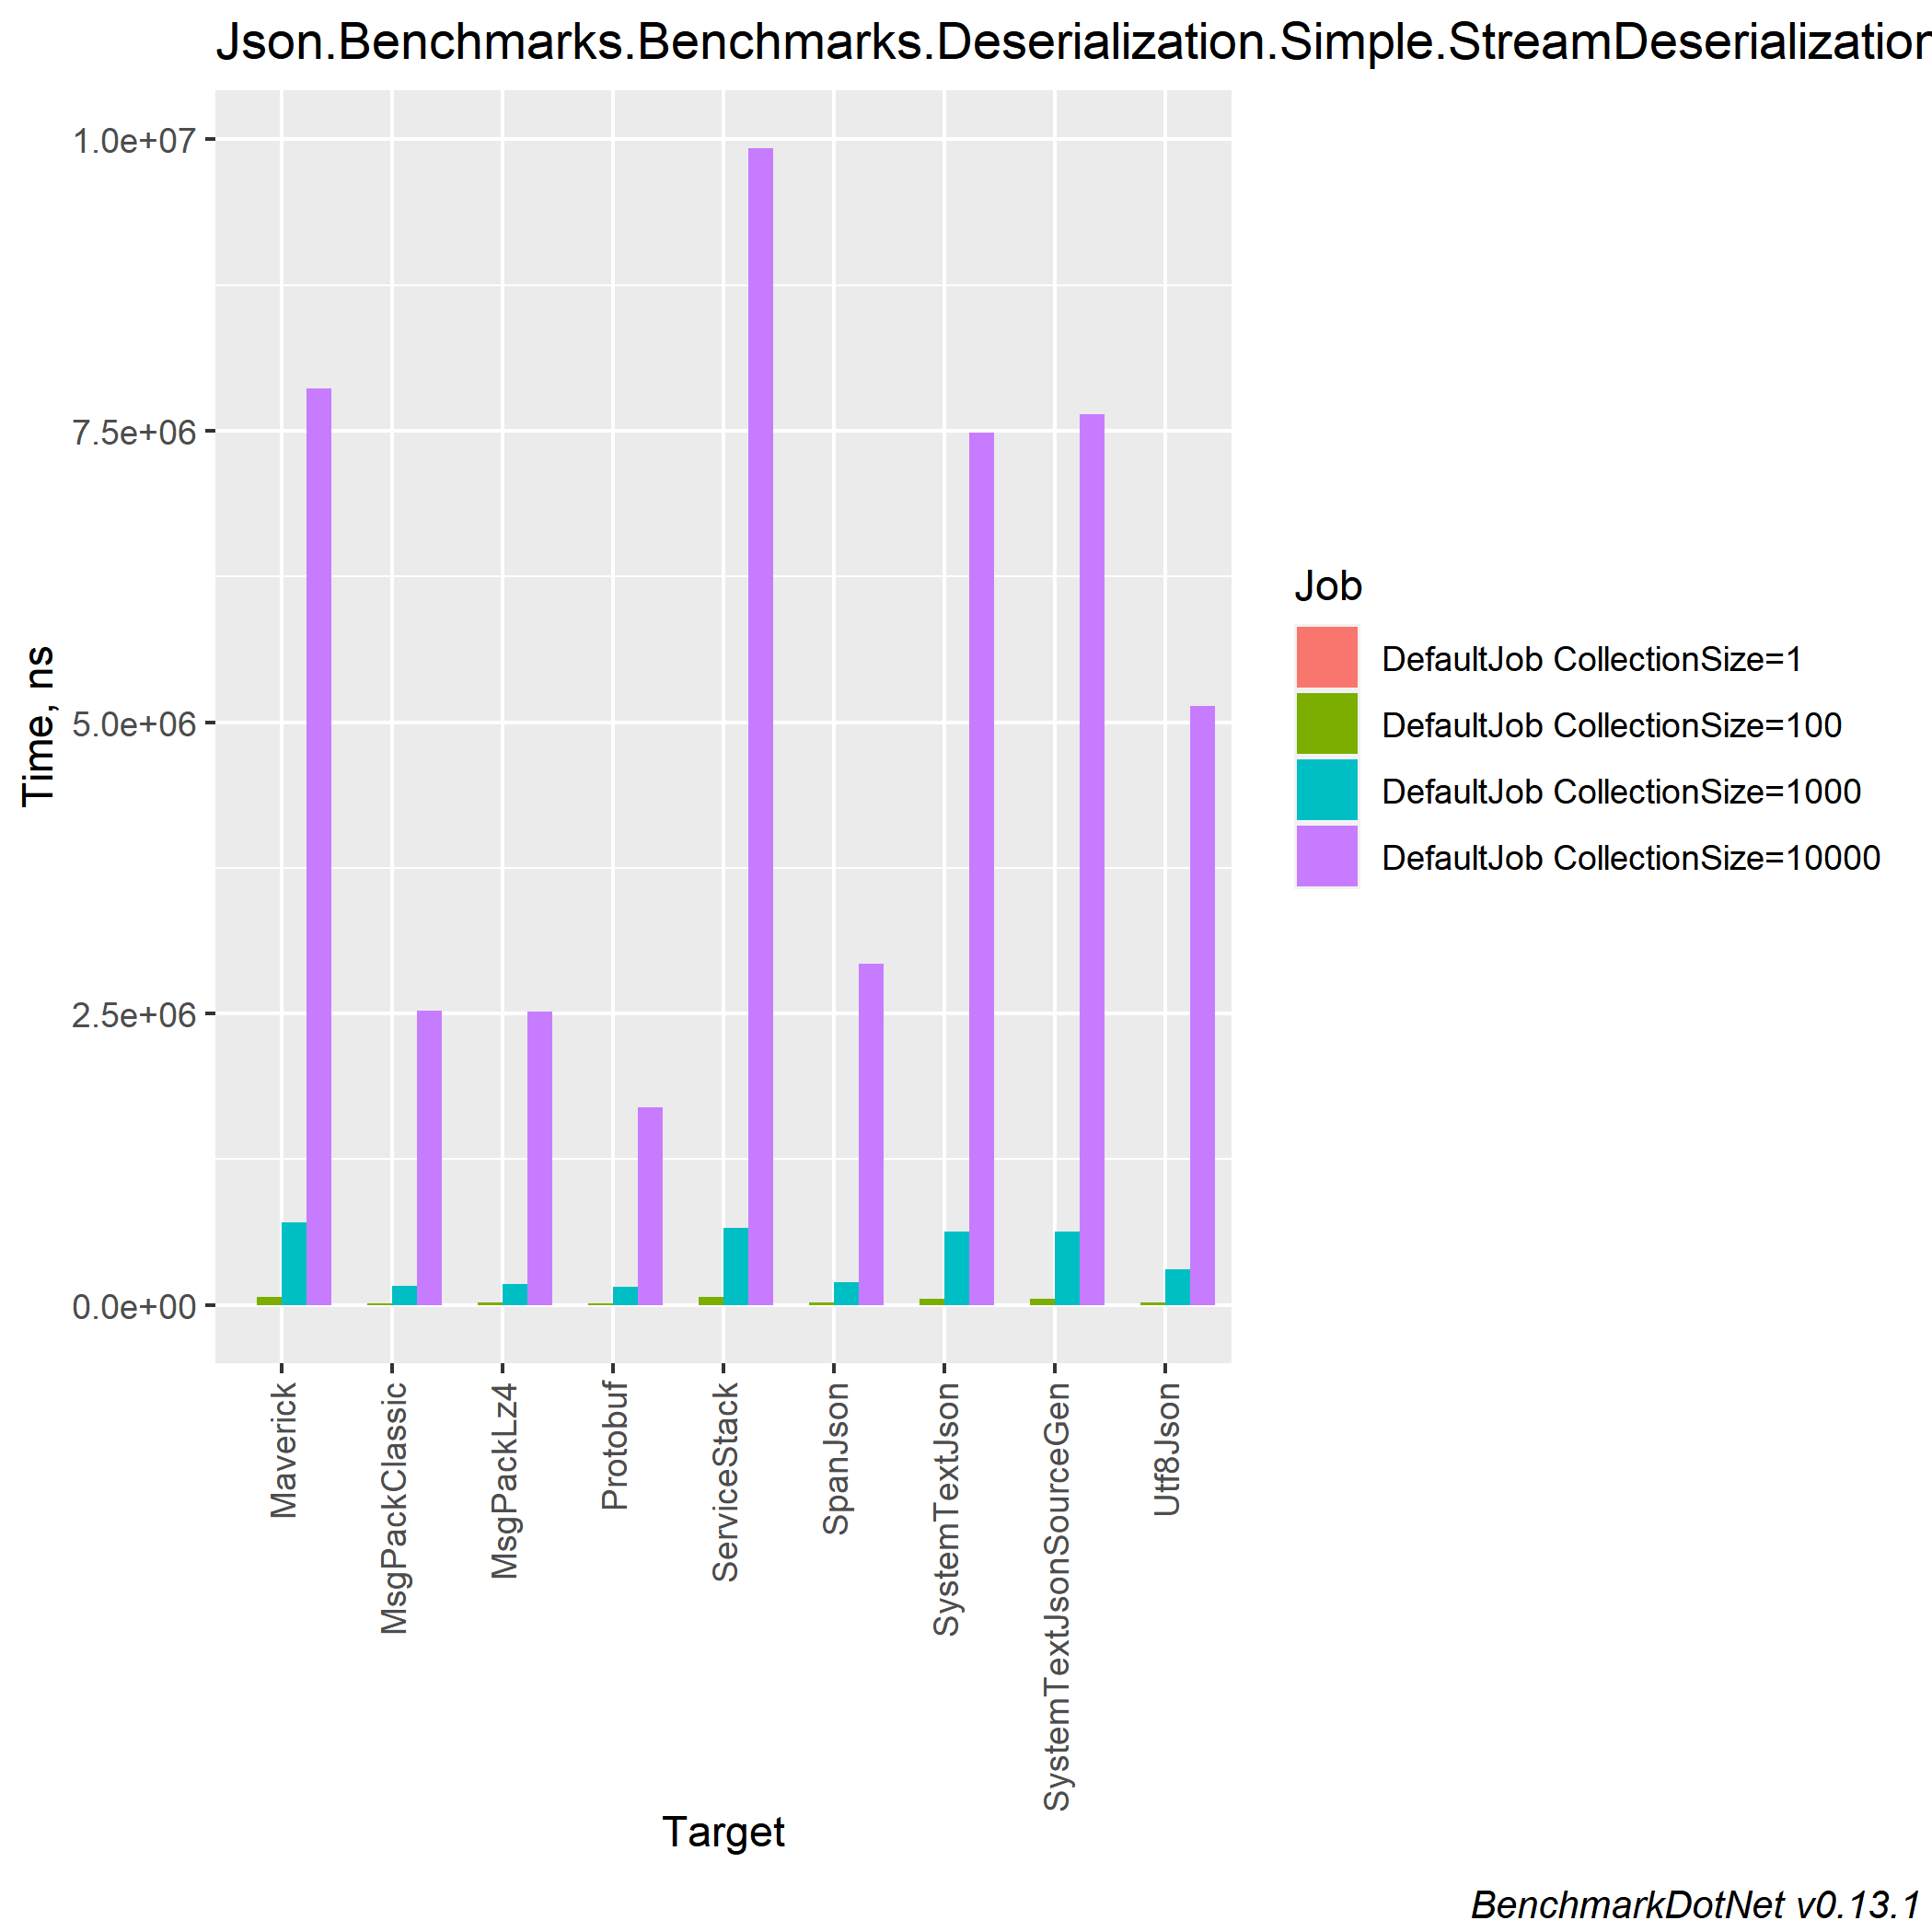 Json.Benchmarks.Benchmarks.Deserialization.Simple.StreamDeserialization
1.0e+07
7.5e+06
5.0e+06
2.5e+06
0.0e+00
Time, ns
Maverick
MsgPackClassic
MsgPackLz4
Protobuf
ServiceStack
SpanJson
SystemTextJson
SystemTextJsonSourceGen
Utf8Json
Target
Job
DefaultJob CollectionSize=1
DefaultJob CollectionSize=100
DefaultJob CollectionSize=1000
DefaultJob CollectionSize=10000
BenchmarkDotNet v0.13.1